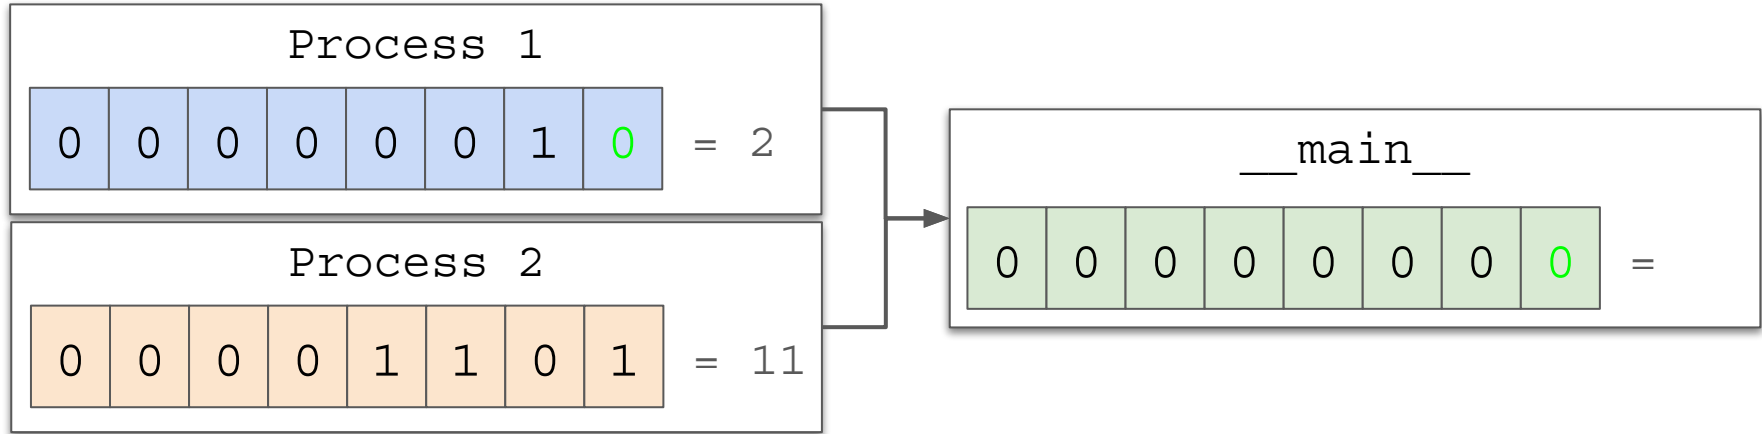 Process 1
0 0 0 0 0 0 1 0 = 2
Process 2
0 0 0 0 1 1 0 1 = 11
__main__
0 0 0 0 0 0 0 0 =